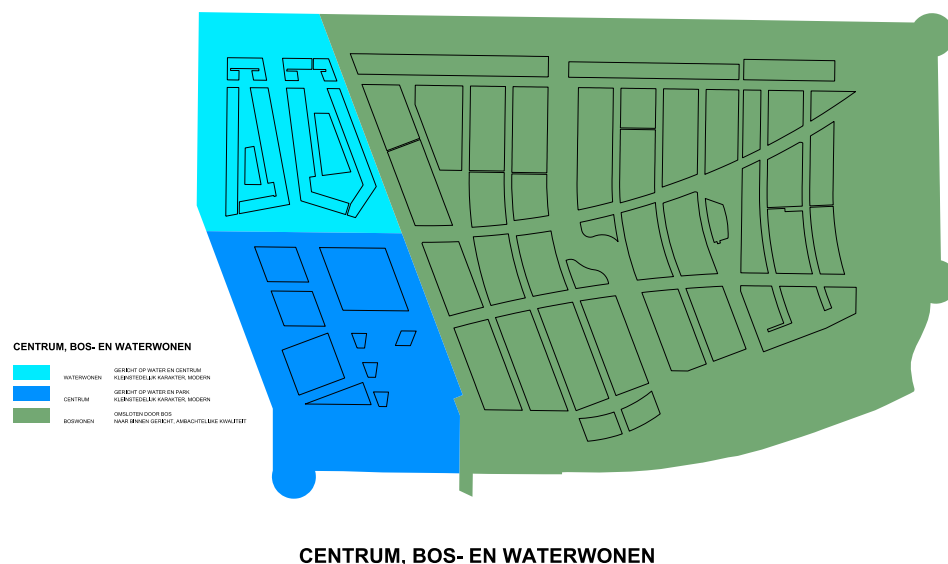 CENTRUM, BOS- EN WATERWONEN
WATERWONEN
GERICHT OP WATER EN CENTRUM
KLEINSTEDELIJK KARAKTER, MODERN
CENTRUM
GERICHT OP WATER EN PARK
KLEINSTEDELIJK KARAKTER, MODERN
BOSWONEN
OMSLOTEN DOOR BOS
NAAR BINNEN GERICHT, AMBACHTELIJKE KWALITEIT
CENTRUM, BOS- EN WATERWONEN